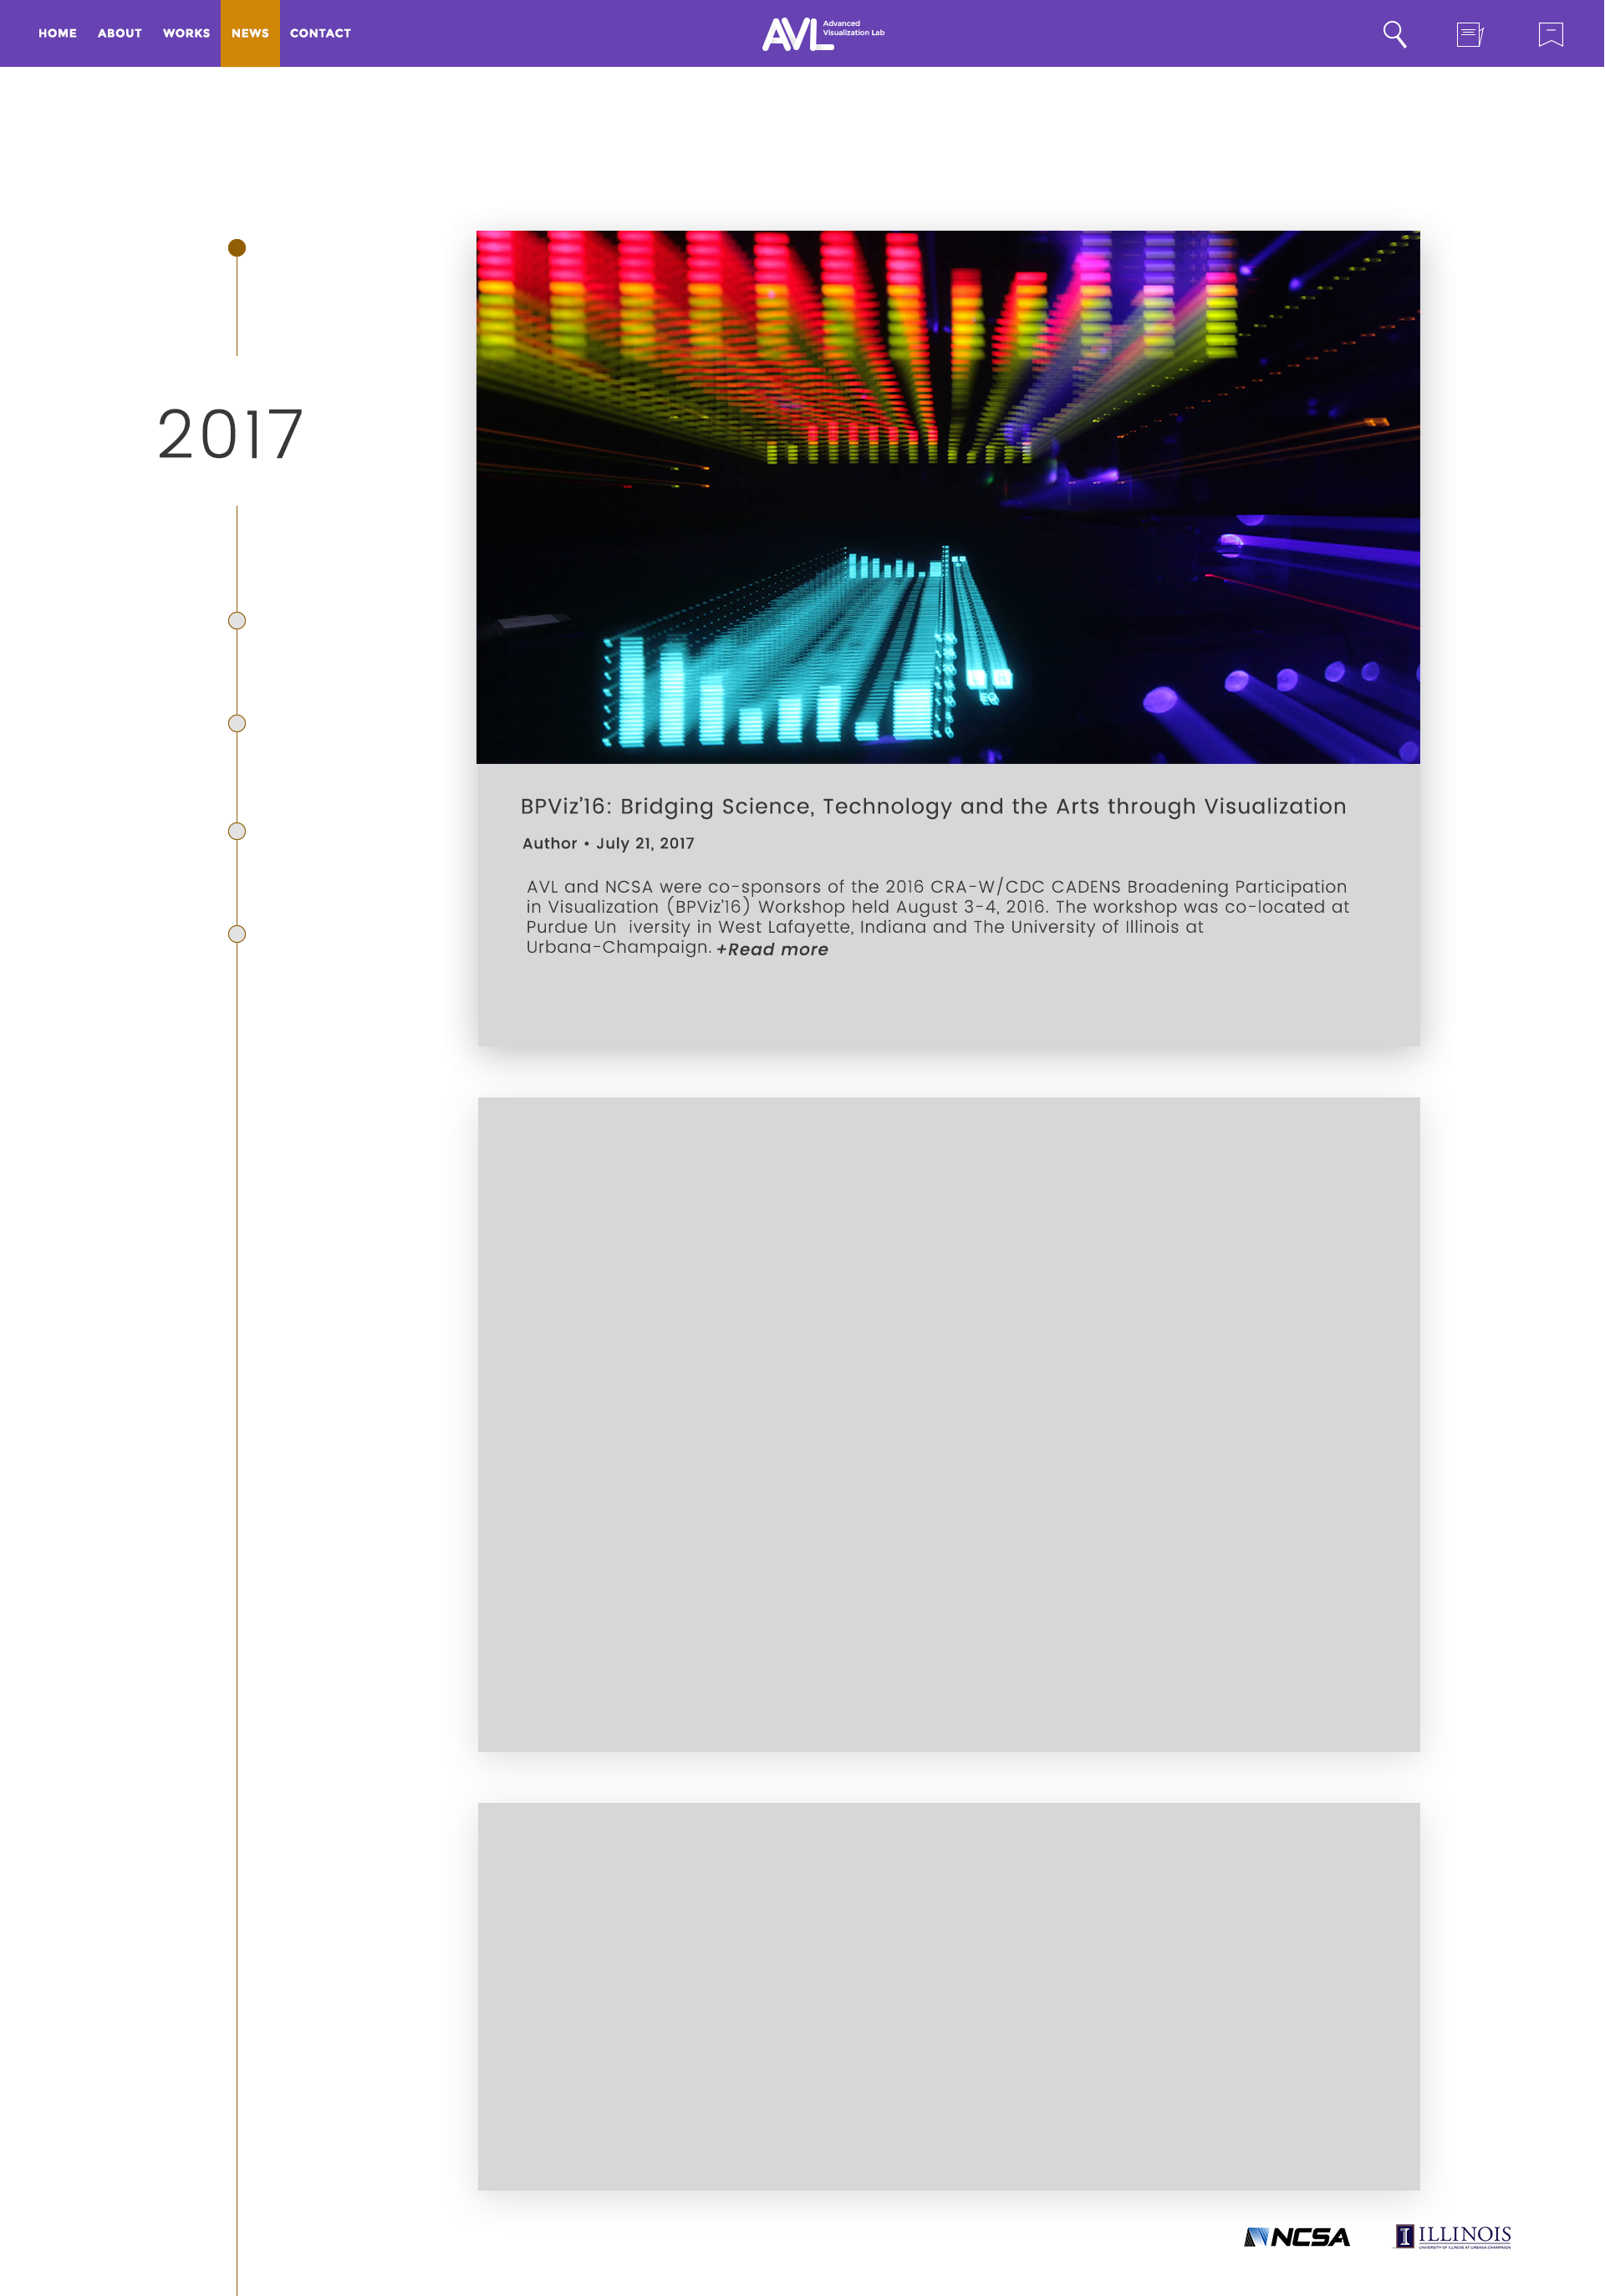 HOME ABOUT WORKS NEWS CONTACT
AVL Advanced
Visualization Lab
2017
BPViz'16: Bridging Science, Technology and the Arts through Visualization
Author • July 21, 2017
AVL and NCSA were co-sponsors of the 2016 CRA-W/CDC CADENS Broadening Participation
in Visualization (BPViz'16) Workshop held August 3-4, 2016. The workshop was co-located at
Purdue Un  iversity in West Lafayette, Indiana and The University of Illinois at
Urbana-Champaign. +Read more
NCSA
I ILLINOIS
UNIVERSITY OF ILLINOIS AT URBANA-CHAMPAIGN